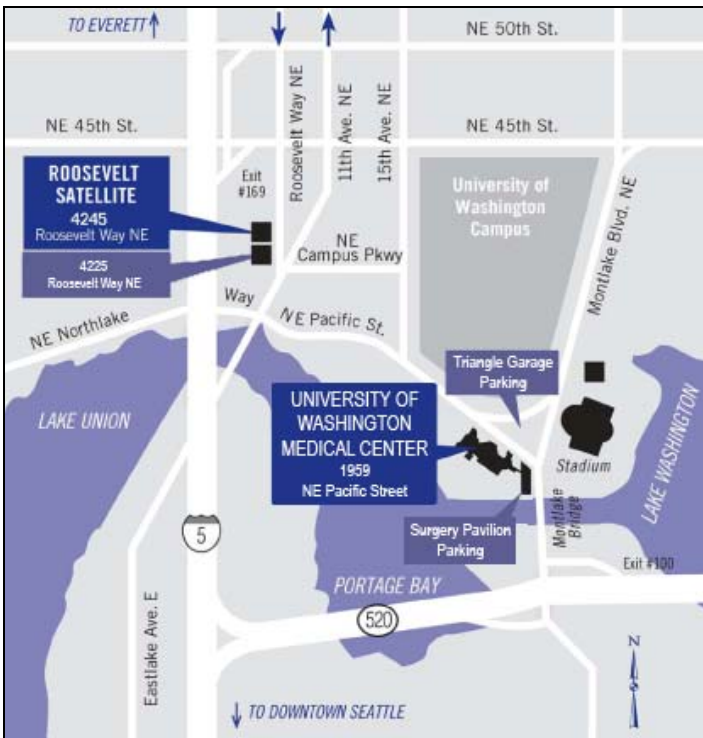 TO EVERETT
NE 50th St.
Roosevelt Way NE
11th Ave. NE
15th Ave. NE
NE 45th St.
NE 45th St.
ROOSEVELT
SATELLITE
4245
Roosevelt Way NE
4225
Roosevelt Way NE
Exit
#169
University of
Washington
Campus
Montlake Blvd. NE
NE
Campus Pkwy
NE Northlake
Way
NE Pacific St.
Triangle Garage
Parking
LAKE UNION
UNIVERSITY OF
WASHINGTON
MEDICAL CENTER
1959
NE Pacific Street
Stadium
LAKE WASHINGTON
5
Surgery Pavilion
Parking
Montlake
Bridge
Exit #100
PORTAGE BAY
520
Eastlake Ave. E
N
S
TO DOWNTOWN SEATTLE